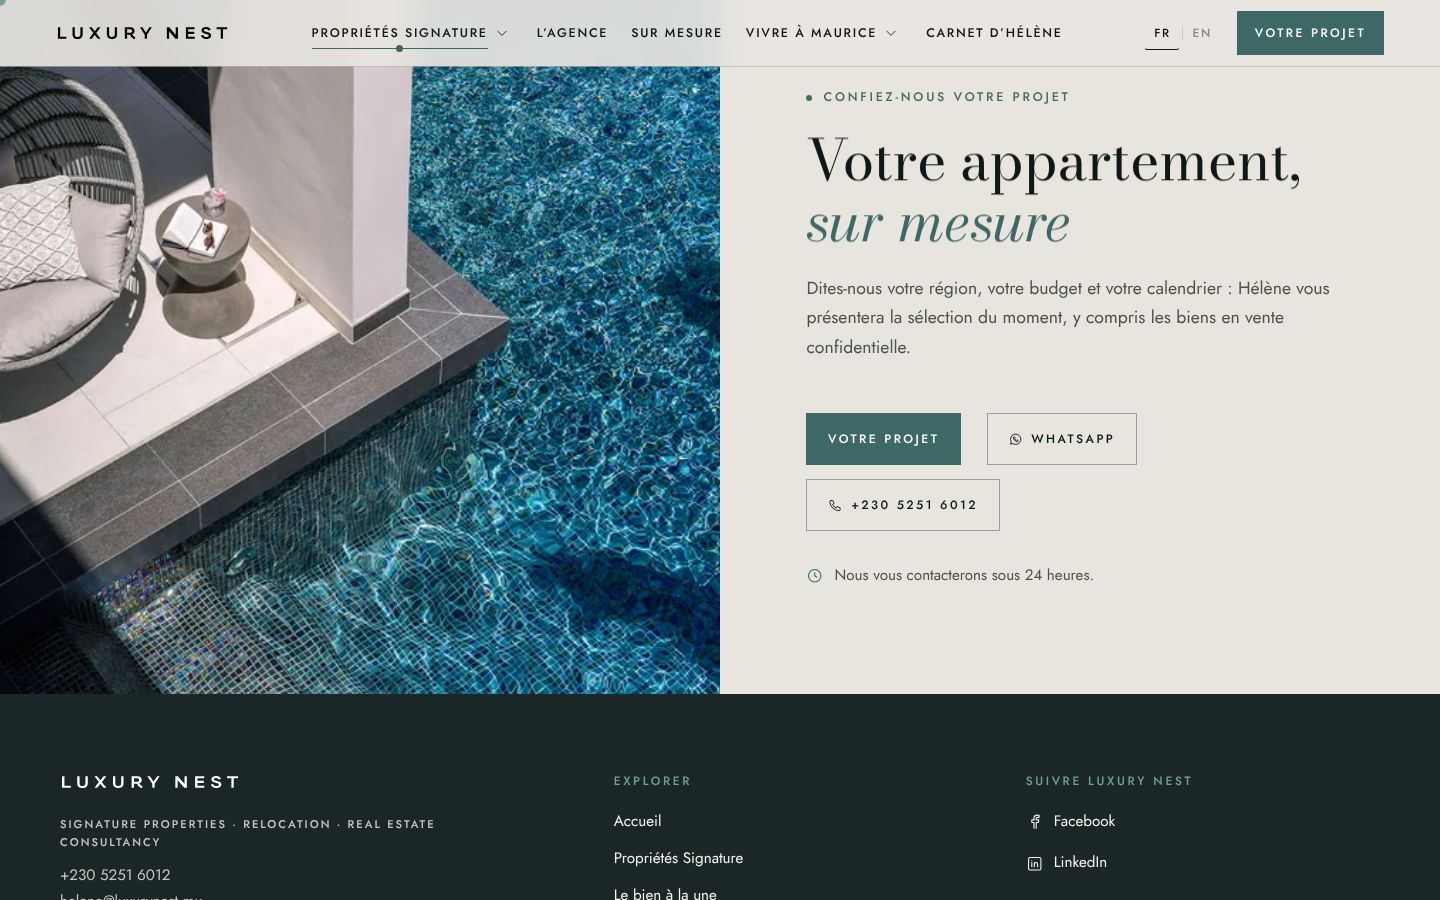 LUXURY NEST
PROPRIÉTÉS SIGNATURE
L’AGENCE
SUR MESURE
VIVRE À MAURICE
CARNET D’HÉLÈNE
FR
EN
VOTRE PROJET
CONFIEZ-NOUS VOTRE PROJET
Votre appartement,
sur mesure
Dites-nous votre région, votre budget et votre calendrier : Hélène vous
présentera la sélection du moment, y compris les biens en vente
confidentielle.
VOTRE PROJET
WHATSAPP
+230 5251 6012
Nous vous contacterons sous 24 heures.
LUXURY NEST
SIGNATURE PROPERTIES · RELOCATION · REAL ESTATE
CONSULTANCY
+230 5251 6012
EXPLORER
Accueil
Propriétés Signature
Le bien à la une
SUIVRE LUXURY NEST
Facebook
LinkedIn